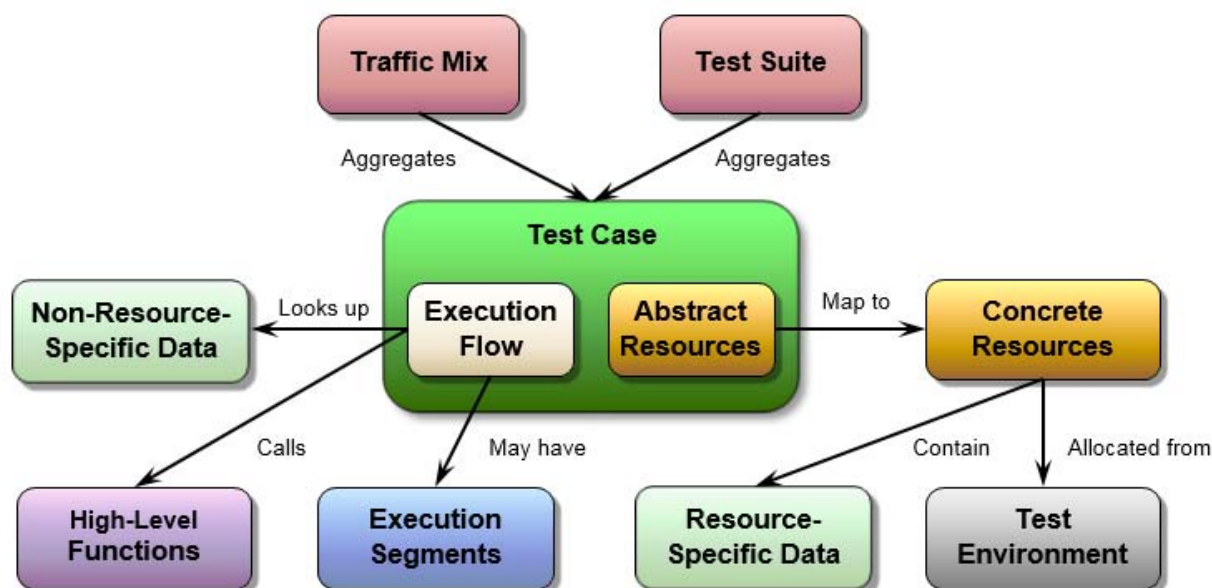 Traffic Mix
Test Suite
Aggregates
Aggregates
Test Case
Non-Resource-
Specific Data
Looks up
Execution
Flow
Abstract
Resources
Map to
Concrete
Resources
Calls
May have
Contain
Allocated from
High-Level
Functions
Execution
Segments
Resource-
Specific Data
Test
Environment